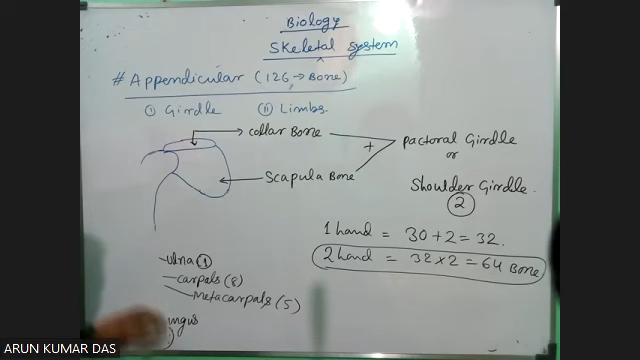 Biology
Skeletal System
# Appendicular (126 → Bone)
(i) Girdle (ii) Limbs
collar Bone
+
pactoral Girdle
or
Scapula Bone
Shoulder Girdle.
2
1 hand = 30 + 2 = 32.
2 hand = 32 × 2 = 64 Bone
ulna (1)
carpals (8)
Metacarpals (5)
ARUN KUMAR DAS